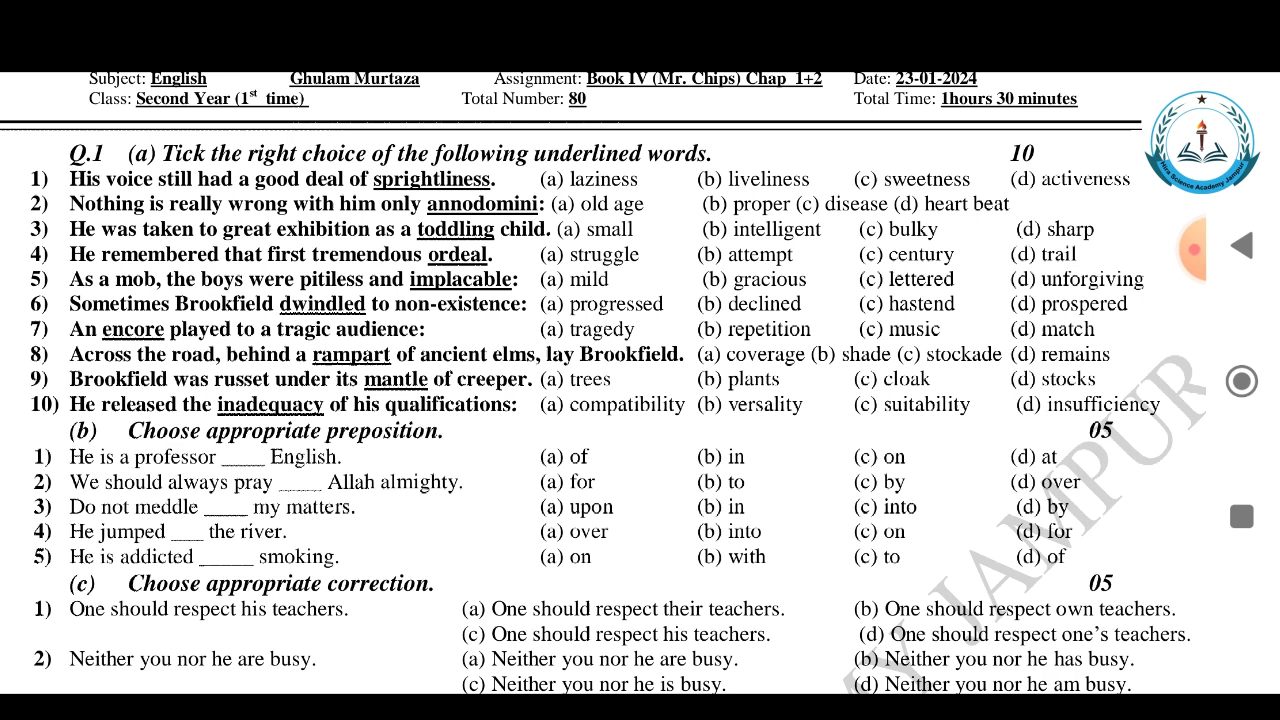 Subject: English Ghulam Murtaza Assignment: Book IV (Mr. Chips) Chap 1+2 Date: 23-01-2024
Class: Second Year (1st time) Total Number: 80 Total Time: 1hours 30 minutes
Hira Science Academy Jampur
Q.1 (a) Tick the right choice of the following underlined words. 10
1) His voice still had a good deal of sprightliness. (a) laziness (b) liveliness (c) sweetness (d) activeness
2) Nothing is really wrong with him only annodomini: (a) old age (b) proper (c) disease (d) heart beat
3) He was taken to great exhibition as a toddling child. (a) small (b) intelligent (c) bulky (d) sharp
4) He remembered that first tremendous ordeal. (a) struggle (b) attempt (c) century (d) trail
5) As a mob, the boys were pitiless and implacable: (a) mild (b) gracious (c) lettered (d) unforgiving
6) Sometimes Brookfield dwindled to non-existence: (a) progressed (b) declined (c) hastend (d) prospered
7) An encore played to a tragic audience: (a) tragedy (b) repetition (c) music (d) match
8) Across the road, behind a rampart of ancient elms, lay Brookfield. (a) coverage (b) shade (c) stockade (d) remains
9) Brookfield was russet under its mantle of creeper. (a) trees (b) plants (c) cloak (d) stocks
10) He released the inadequacy of his qualifications: (a) compatibility (b) versality (c) suitability (d) insufficiency
(b) Choose appropriate preposition. 05
1) He is a professor ____ English. (a) of (b) in (c) on (d) at
2) We should always pray ____ Allah almighty. (a) for (b) to (c) by (d) over
3) Do not meddle ____ my matters. (a) upon (b) in (c) into (d) by
4) He jumped ___ the river. (a) over (b) into (c) on (d) for
5) He is addicted _____ smoking. (a) on (b) with (c) to (d) of
(c) Choose appropriate correction. 05
1) One should respect his teachers. (a) One should respect their teachers. (b) One should respect own teachers.
(c) One should respect his teachers. (d) One should respect one's teachers.
2) Neither you nor he are busy. (a) Neither you nor he are busy. (b) Neither you nor he has busy.
(c) Neither you nor he is busy. (d) Neither you nor he am busy.
JAMPUR